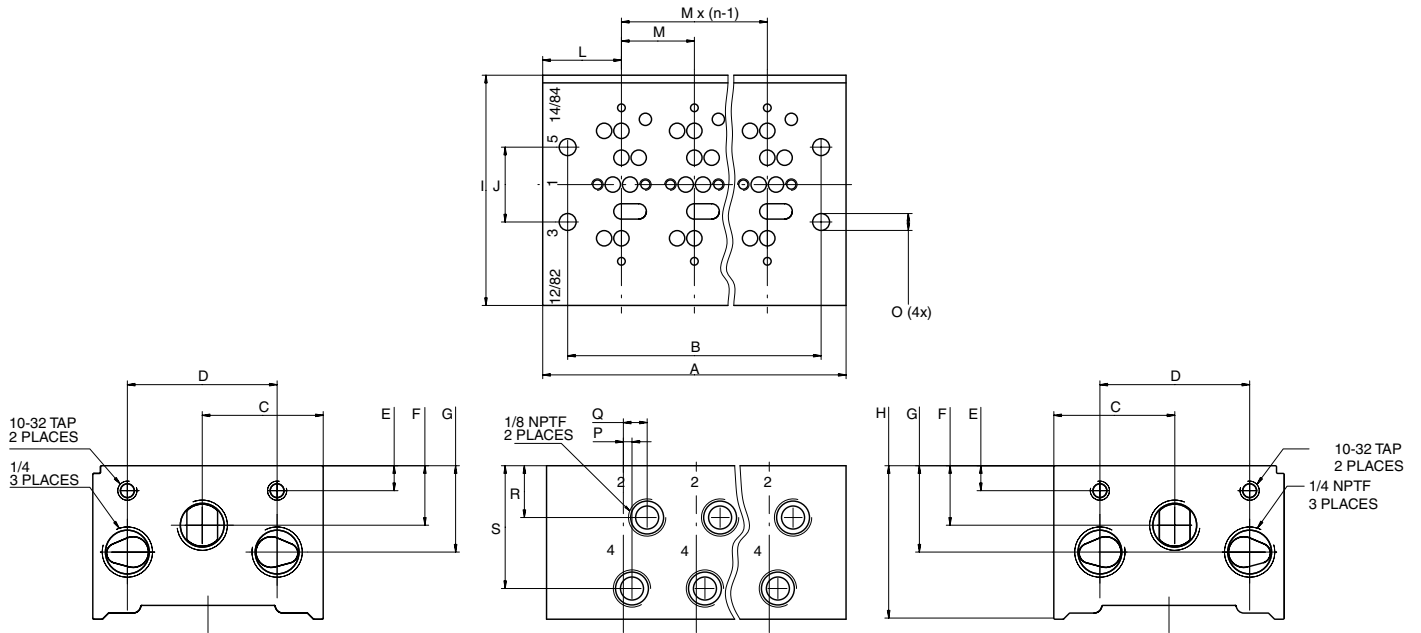 M x (n-1)
M
L
14/84
5
I
J
1
3
12/82
O (4x)
B
A
D
C
E
F
G
10-32 TAP
2 PLACES
1/4
3 PLACES
Q
1/8 NPTF
2 PLACES
P
R
S
2
2
2
4
4
4
H
G
F
E
D
C
10-32 TAP
2 PLACES
1/4 NPTF
3 PLACES